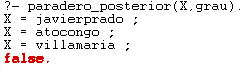 ?- paradero_posterior(X,grau).
X = javierprado ;
X = atocongo ;
X = villamaria ;
false.